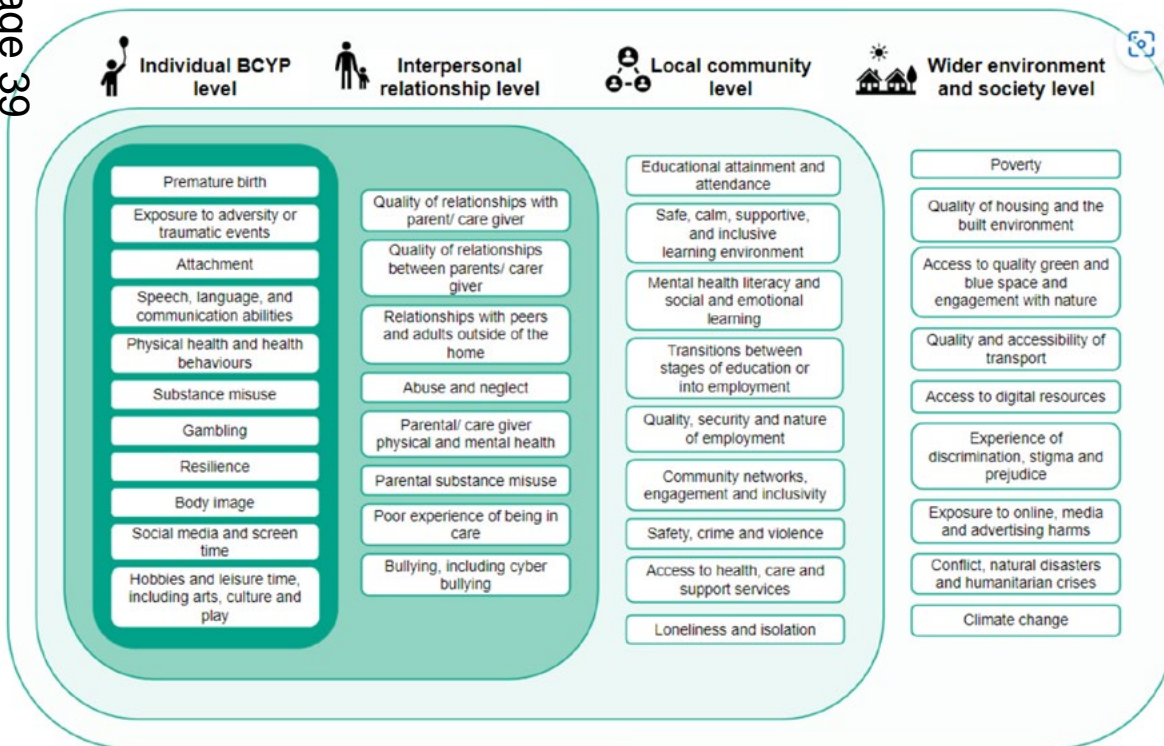 age 39
Individual BCYP
level
Interpersonal
relationship level
Local community
level
Wider environment
and society level
Premature birth
Exposure to adversity or
traumatic events
Attachment
Speech, language, and
communication abilities
Physical health and health
behaviours
Substance misuse
Gambling
Resilience
Body image
Social media and screen
time
Hobbies and leisure time,
including arts, culture and
play
Quality of relationships with
parent/ care giver
Quality of relationships
between parents/ carer
giver
Relationships with peers
and adults outside of the
home
Abuse and neglect
Parental/ care giver
physical and mental health
Parental substance misuse
Poor experience of being in
care
Bullying, including cyber
bullying
Educational attainment and
attendance
Safe, calm, supportive,
and inclusive
learning environment
Mental health literacy and
social and emotional
learning
Transitions between
stages of education or
into employment
Quality, security and nature
of employment
Community networks,
engagement and inclusivity
Safety, crime and violence
Access to health, care and
support services
Loneliness and isolation
Poverty
Quality of housing and the
built environment
Access to quality green and
blue space and
engagement with nature
Quality and accessibility of
transport
Access to digital resources
Experience of
discrimination, stigma and
prejudice
Exposure to online, media
and advertising harms
Conflict, natural disasters
and humanitarian crises
Climate change